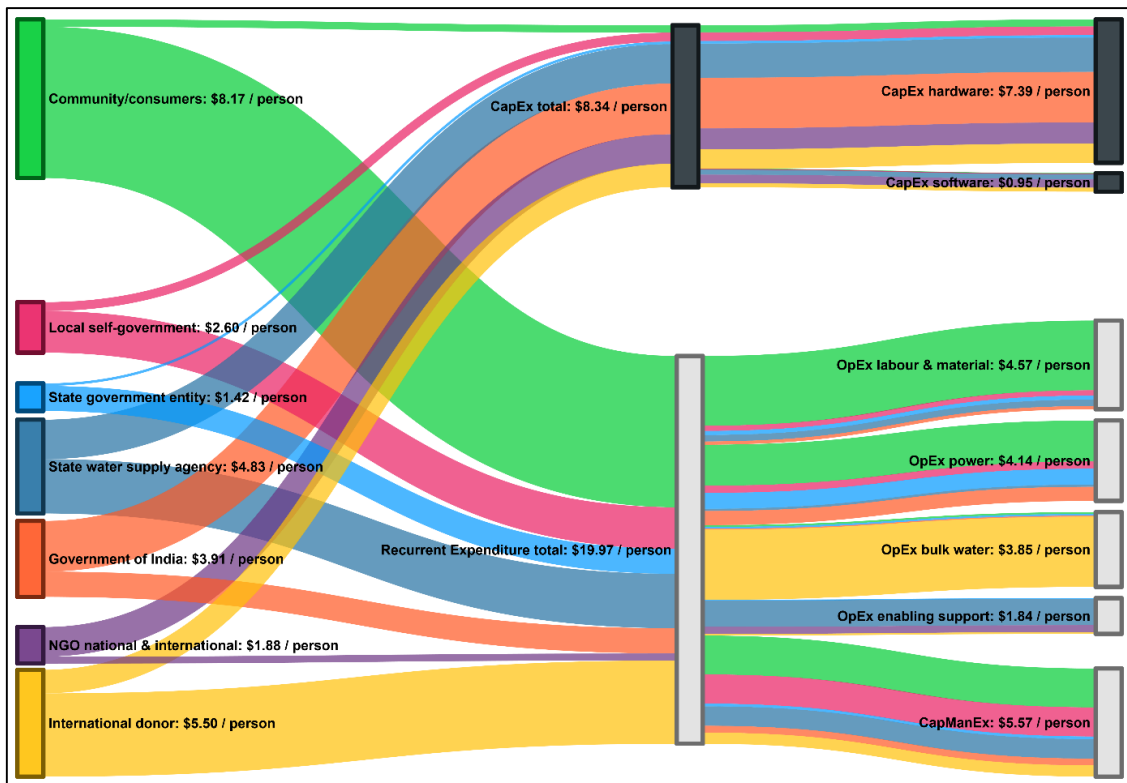 Community/consumers: $8.17 / person
Local self-government: $2.60 / person
State government entity: $1.42 / person
State water supply agency: $4.83 / person
Government of India: $3.91 / person
NGO national & international: $1.88 / person
International donor: $5.50 / person
CapEx total: $8.34 / person
Recurrent Expenditure total: $19.97 / person
CapEx hardware: $7.39 / person
CapEx software: $0.95 / person
OpEx labour & material: $4.57 / person
OpEx power: $4.14 / person
OpEx bulk water: $3.85 / person
OpEx enabling support: $1.84 / person
CapManEx: $5.57 / person